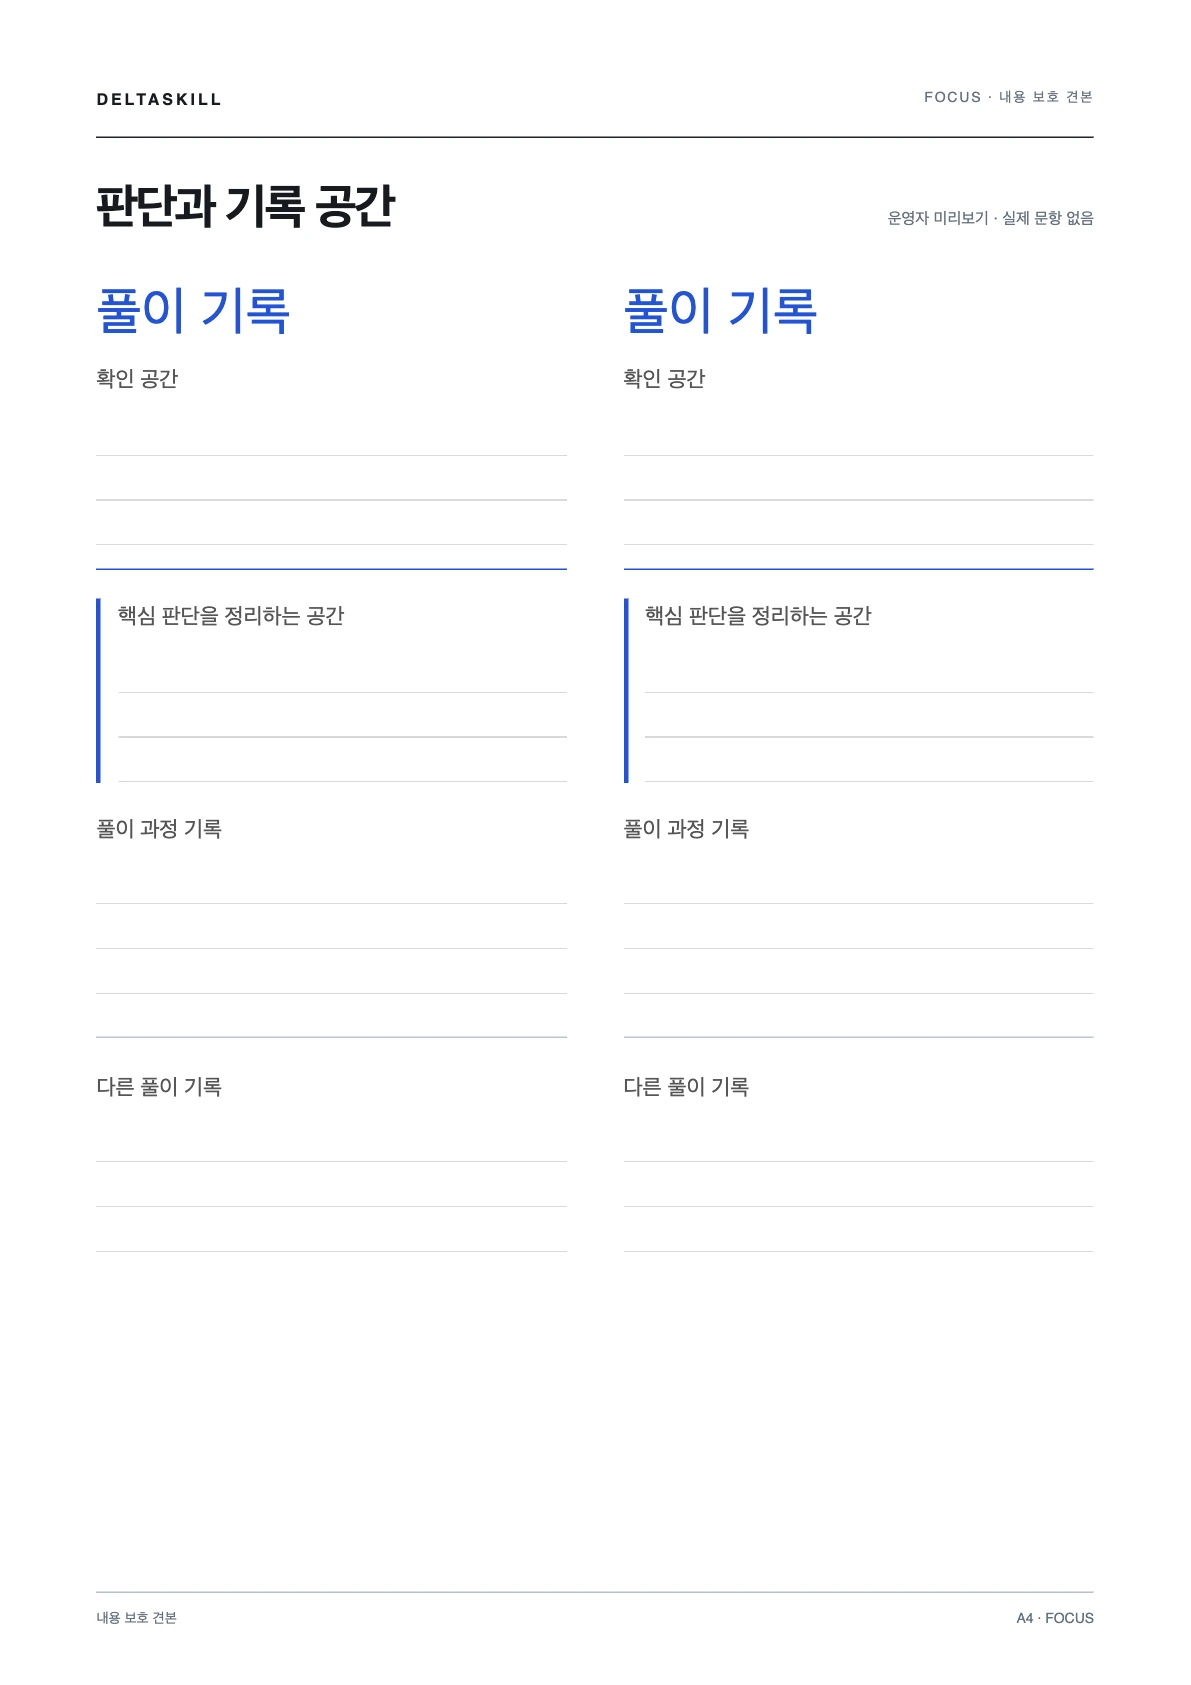 DELTASKILL
FOCUS · 내용 보호 견본
판단과 기록 공간
운영자 미리보기 · 실제 문항 없음
풀이 기록
확인 공간
핵심 판단을 정리하는 공간
풀이 과정 기록
다른 풀이 기록
풀이 기록
확인 공간
핵심 판단을 정리하는 공간
풀이 과정 기록
다른 풀이 기록
내용 보호 견본
A4 · FOCUS